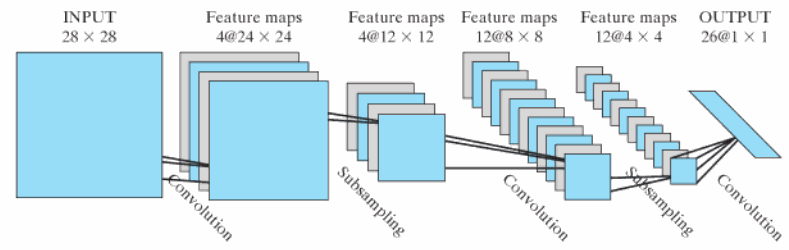 INPUT
28 × 28
Feature maps
4@24 × 24
Feature maps
4@12 × 12
Feature maps
12@8 × 8
Feature maps
12@4 × 4
OUTPUT
26@1 × 1
Convolution
Subsampling
Convolution
Subsampling
Convolution